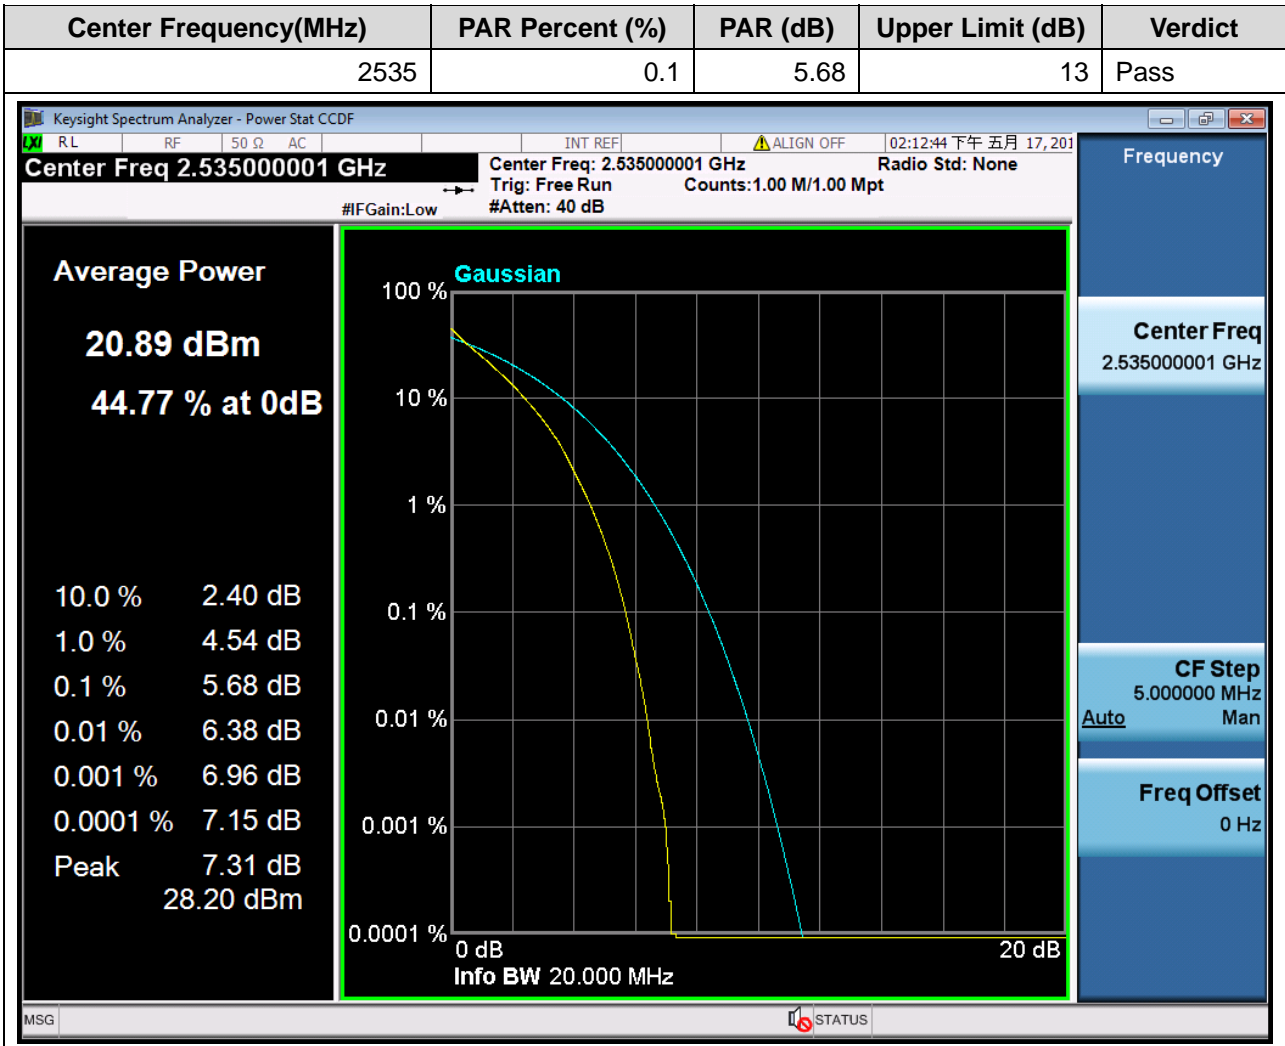 Center Frequency(MHz) PAR Percent (%) PAR (dB) Upper Limit (dB) Verdict
2535 0.1 5.68 13 Pass
Keysight Spectrum Analyzer - Power Stat CCDF
LXI RL RF 50 Ω AC INT REF ALIGN OFF 02:12:44 下午 五月 17, 201
Center Freq 2.535000001 GHz
#IFGain:Low
Center Freq: 2.535000001 GHz Radio Std: None
Trig: Free Run Counts:1.00 M/1.00 Mpt
#Atten: 40 dB
Average Power
20.89 dBm
44.77 % at 0dB
10.0 % 2.40 dB
1.0 % 4.54 dB
0.1 % 5.68 dB
0.01 % 6.38 dB
0.001 % 6.96 dB
0.0001 % 7.15 dB
Peak 7.31 dB
28.20 dBm
Gaussian
100 %
10 %
1 %
0.1 %
0.01 %
0.001 %
0.0001 %
0 dB 20 dB
Info BW 20.000 MHz
Frequency
Center Freq
2.535000001 GHz
CF Step
5.000000 MHz
Auto Man
Freq Offset
0 Hz
MSG STATUS